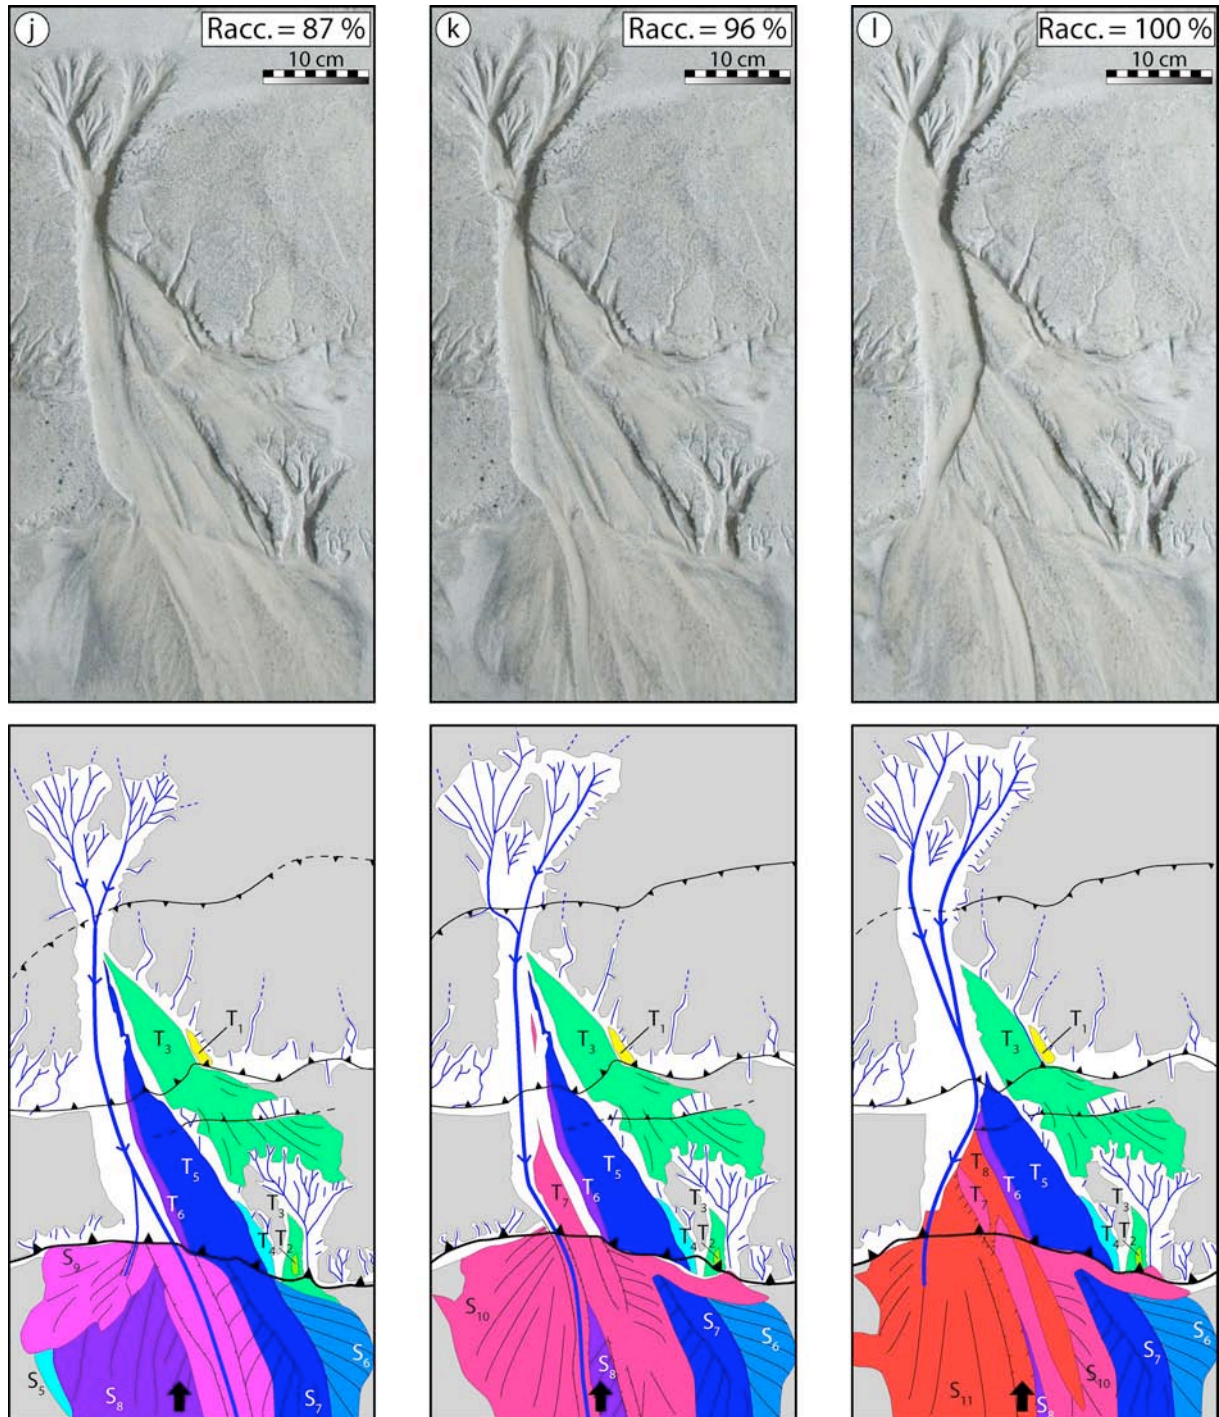 j
Racc. = 87 %
10 cm
k
Racc. = 96 %
10 cm
l
Racc. = 100 %
10 cm
T1
T3
T5
T6
T3
T4
T2
S9
S5
S8
S7
S6
T1
T3
T5
T6
T7
T3
T4
T2
S10
S8
S7
S6
T1
T3
T5
T6
T8
T7
T3
T4
T2
S11
S8
S10
S7
S6